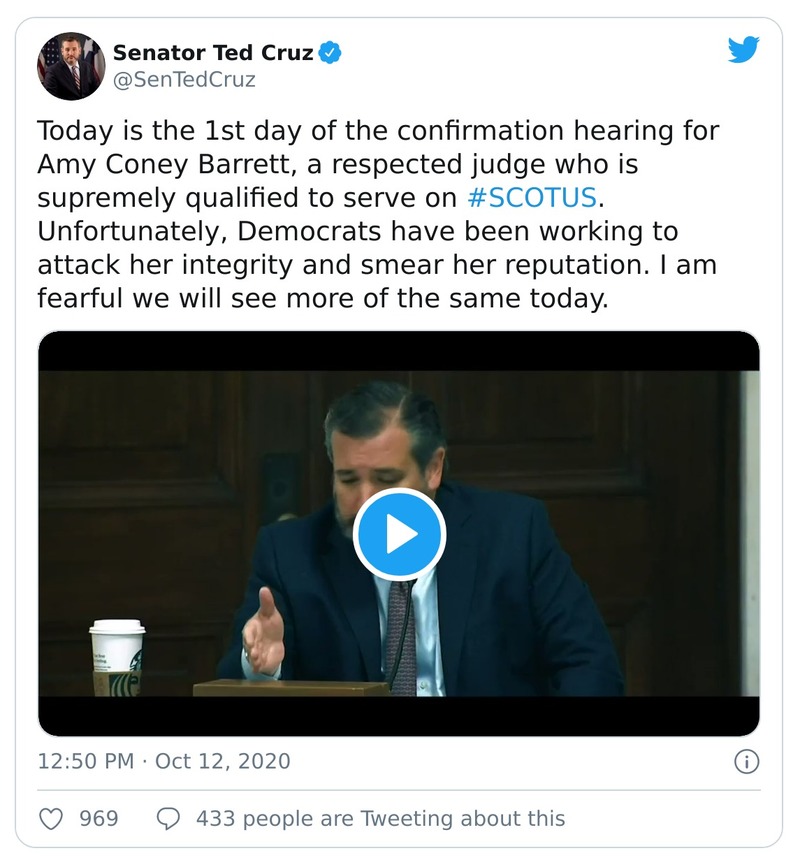 Senator Ted Cruz
@SenTedCruz
Today is the 1st day of the confirmation hearing for
Amy Coney Barrett, a respected judge who is
supremely qualified to serve on #SCOTUS.
Unfortunately, Democrats have been working to
attack her integrity and smear her reputation. I am
fearful we will see more of the same today.
12:50 PM · Oct 12, 2020
969 433 people are Tweeting about this